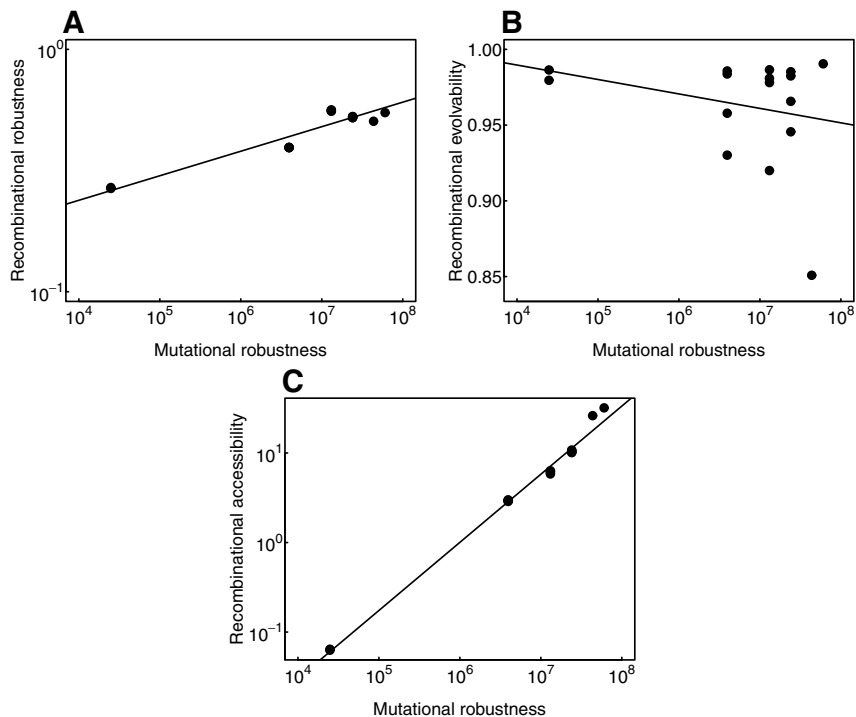 A
Recombinational robustness
10^0
10^-1
10^4 10^5 10^6 10^7 10^8
Mutational robustness
B
Recombinational evolvability
1.00
0.95
0.90
0.85
10^4 10^5 10^6 10^7 10^8
Mutational robustness
C
Recombinational accessibility
10^1
10^0
10^-1
10^4 10^5 10^6 10^7 10^8
Mutational robustness